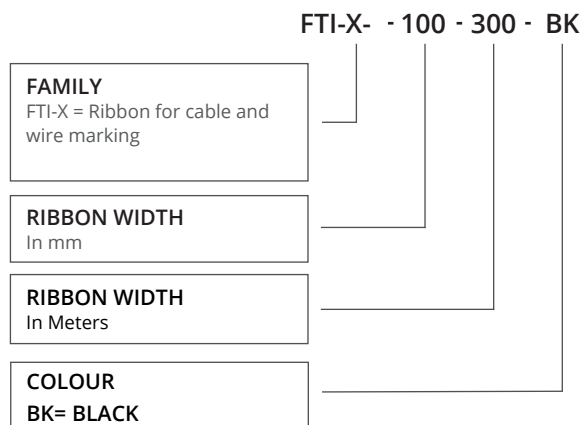 FTI-X- - 100 - 300 - BK
FAMILY
FTI-X = Ribbon for cable and
wire marking
RIBBON WIDTH
In mm
RIBBON WIDTH
In Meters
COLOUR
BK= BLACK